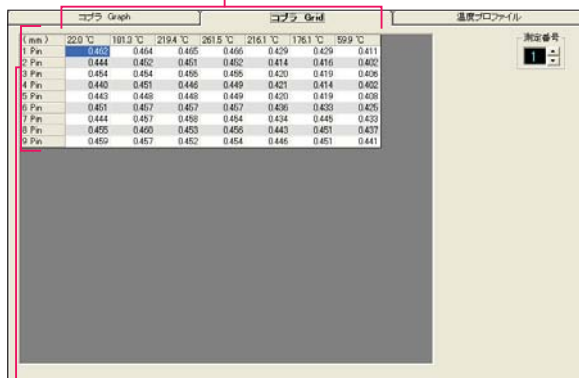 コプラ Graph コプラ Grid 温度プロファイル
測定番号
1
(mm) 22.0 ℃ 181.3 ℃ 219.4 ℃ 261.5 ℃ 216.1 ℃ 176.1 ℃ 59.9 ℃
1 Pin 0.462 0.464 0.465 0.466 0.429 0.429 0.411
2 Pin 0.444 0.452 0.451 0.452 0.414 0.416 0.402
3 Pin 0.454 0.454 0.455 0.455 0.420 0.419 0.406
4 Pin 0.440 0.451 0.446 0.449 0.421 0.414 0.402
5 Pin 0.443 0.448 0.448 0.449 0.420 0.419 0.408
6 Pin 0.451 0.457 0.457 0.457 0.436 0.433 0.425
7 Pin 0.444 0.457 0.458 0.454 0.434 0.445 0.433
8 Pin 0.455 0.460 0.453 0.456 0.443 0.451 0.437
9 Pin 0.459 0.457 0.452 0.454 0.446 0.451 0.441